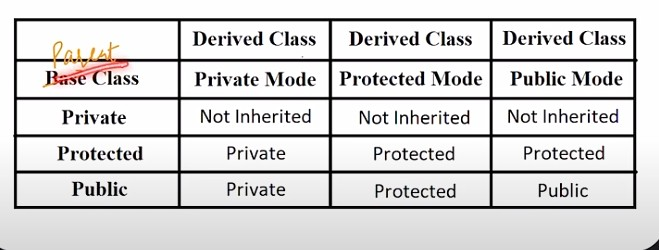 Parent
Derived Class Derived Class Derived Class
Base Class Private Mode Protected Mode Public Mode
Private Not Inherited Not Inherited Not Inherited
Protected Private Protected Protected
Public Private Protected Public